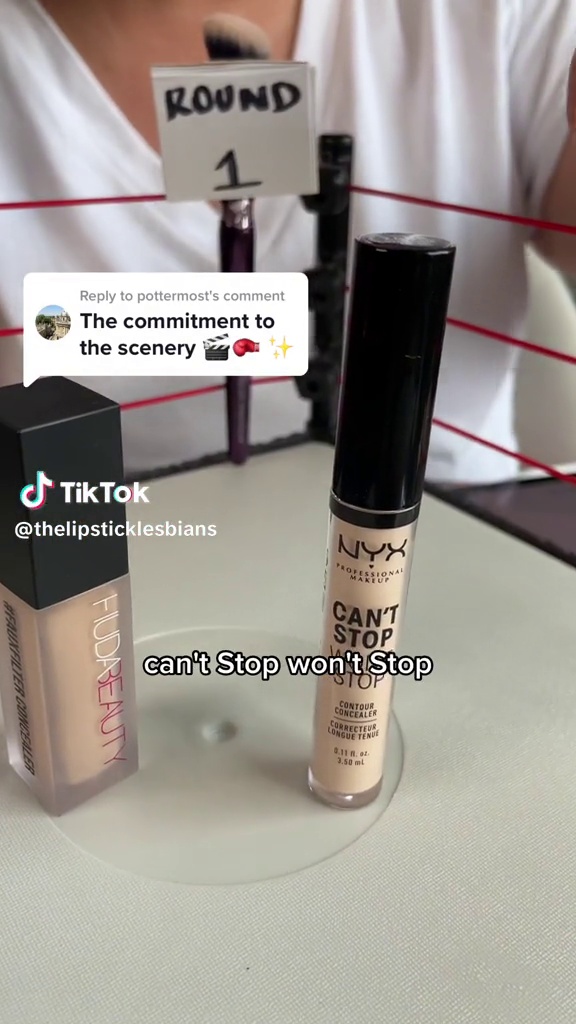 ROUND
1
Reply to pottermost's comment
The commitment to
the scenery 🎬🥊✨
TikTok
@thelipsticklesbians
can't Stop won't Stop
HUDABEAUTY
#FAUXFILTER CONCEALER
NYX
PROFESSIONAL
MAKEUP
CAN'T
STOP
WON'T
STOP
CONTOUR
CONCEALER
CORRECTEUR
LONGUE TENUE
0.11 fl. oz.
3.50 mL